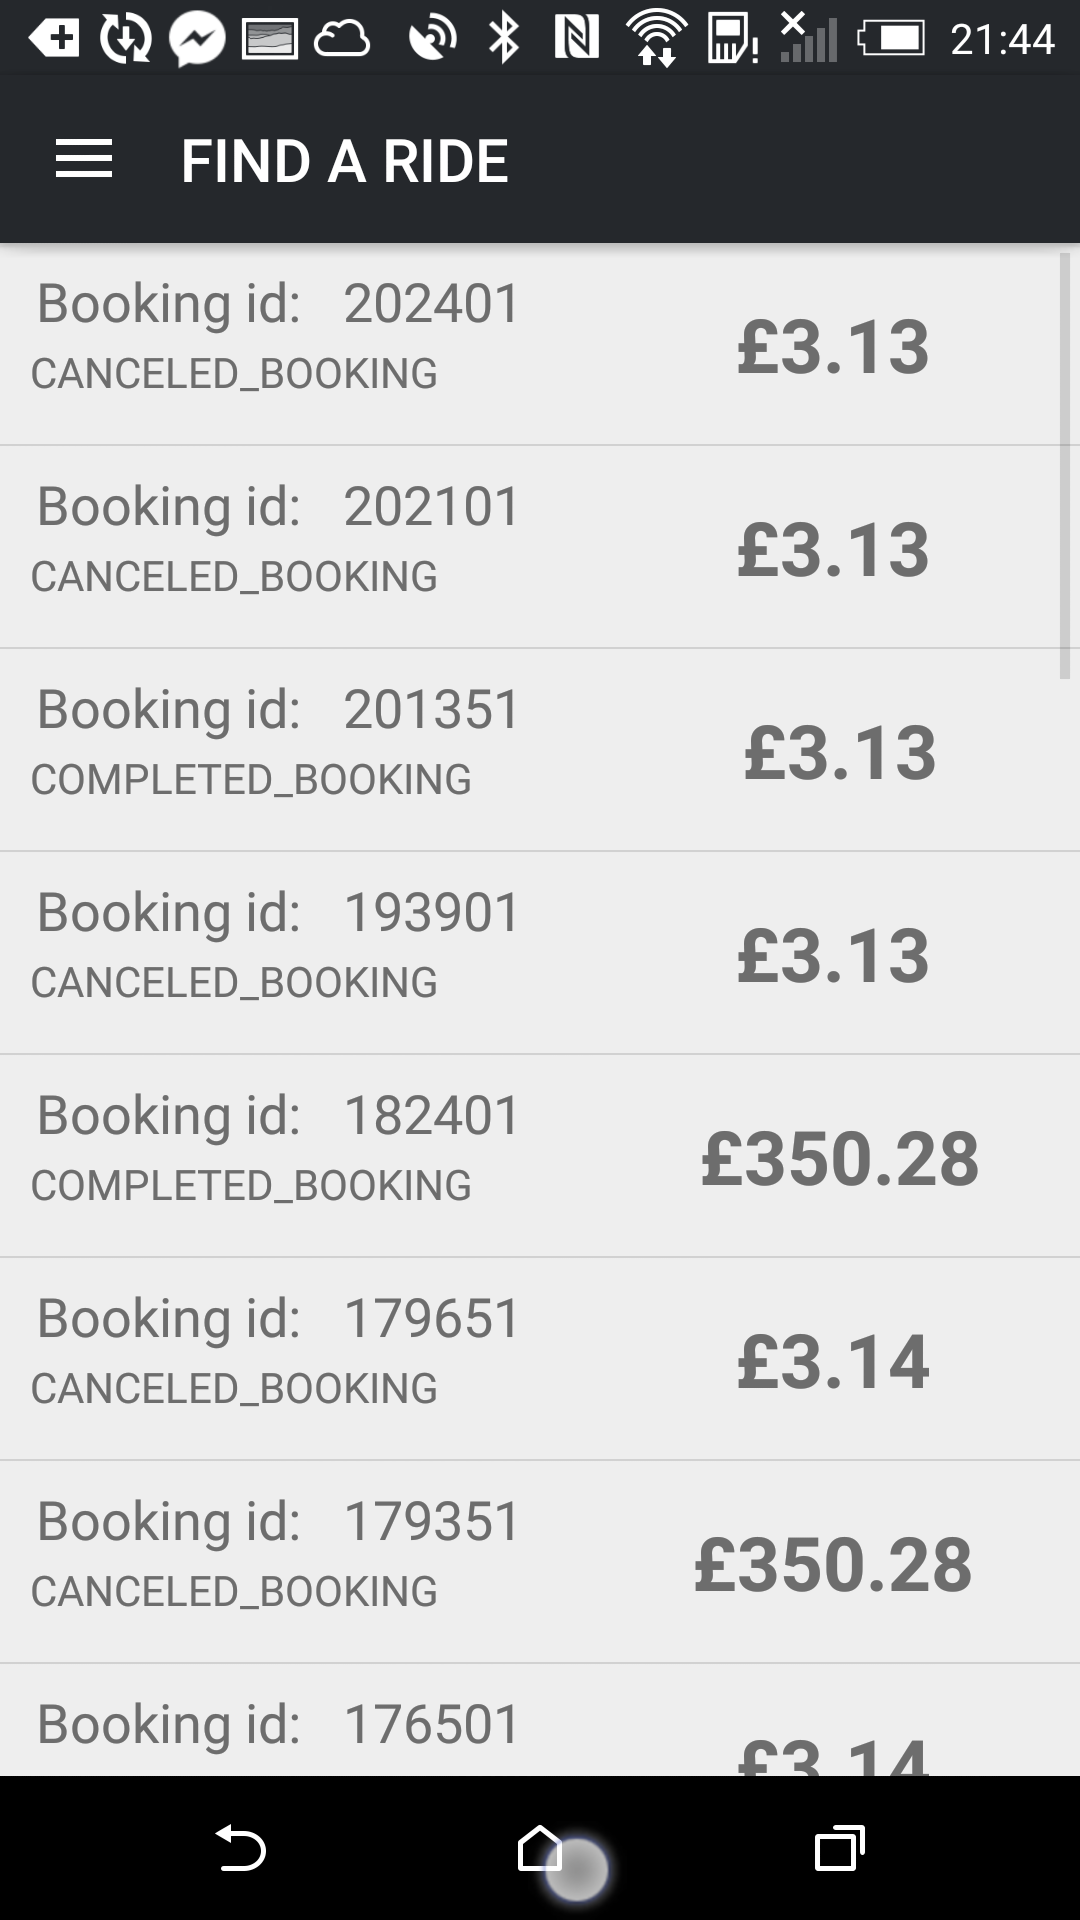 21:44
FIND A RIDE
Booking id: 202401
£3.13
CANCELED_BOOKING
Booking id: 202101
£3.13
CANCELED_BOOKING
Booking id: 201351
£3.13
COMPLETED_BOOKING
Booking id: 193901
£3.13
CANCELED_BOOKING
Booking id: 182401
£350.28
COMPLETED_BOOKING
Booking id: 179651
£3.14
CANCELED_BOOKING
Booking id: 179351
£350.28
CANCELED_BOOKING
Booking id: 176501
£3.14